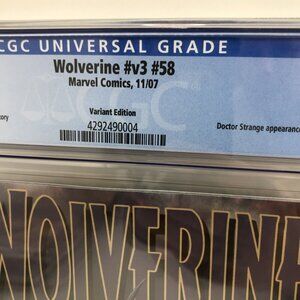 CGC UNIVERSAL GRADE
Wolverine #v3 #58
Marvel Comics, 11/07
Variant Edition
4292490004
Doctor Strange appearance
WOLVERINE